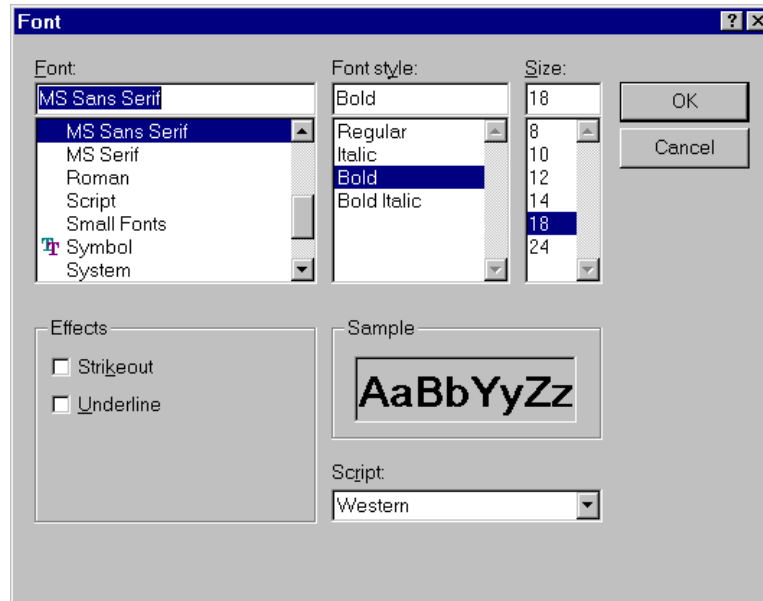 Font
Font:
MS Sans Serif
MS Sans Serif
MS Serif
Roman
Script
Small Fonts
Symbol
System
Font style:
Bold
Regular
Italic
Bold
Bold Italic
Size:
18
8
10
12
14
18
24
OK
Cancel
Effects
Strikeout
Underline
Sample
AaBbYyZz
Script:
Western